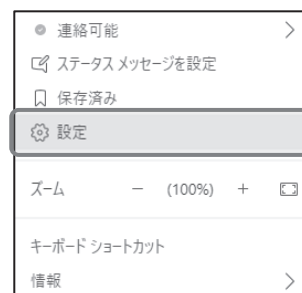 連絡可能
ステータス メッセージを設定
保存済み
設定
ズーム － (100%) ＋
キーボード ショートカット
情報